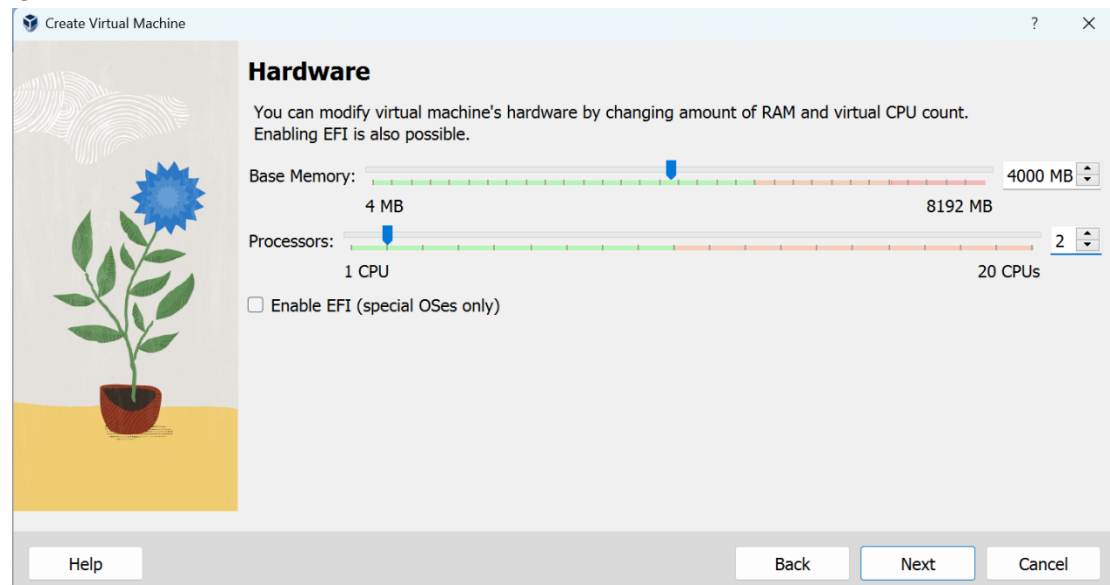 Create Virtual Machine
?
Hardware
You can modify virtual machine's hardware by changing amount of RAM and virtual CPU count.
Enabling EFI is also possible.
Base Memory: 4000 MB
4 MB 8192 MB
Processors: 2
1 CPU 20 CPUs
Enable EFI (special OSes only)
Help Back Next Cancel